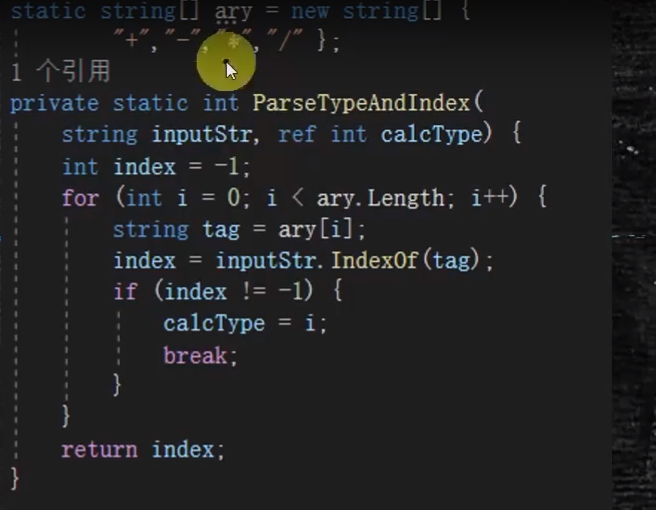 static string[] ary = new string[] {
"+","-","*","/" };
1 个引用
private static int ParseTypeAndIndex(
string inputStr, ref int calcType) {
int index = -1;
for (int i = 0; i < ary.Length; i++) {
string tag = ary[i];
index = inputStr.IndexOf(tag);
if (index != -1) {
calcType = i;
break;
}
}
return index;
}